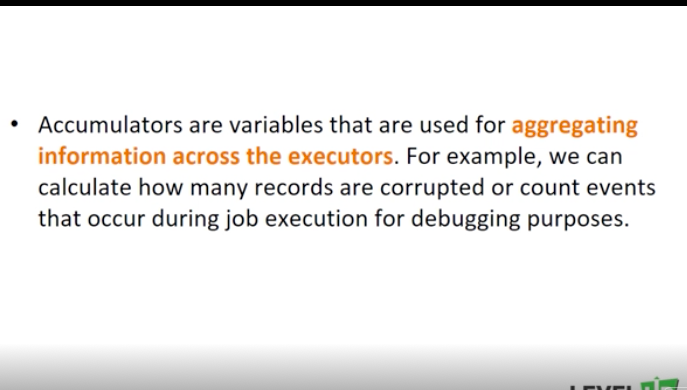 • Accumulators are variables that are used for aggregating
information across the executors. For example, we can
calculate how many records are corrupted or count events
that occur during job execution for debugging purposes.
LEVEL